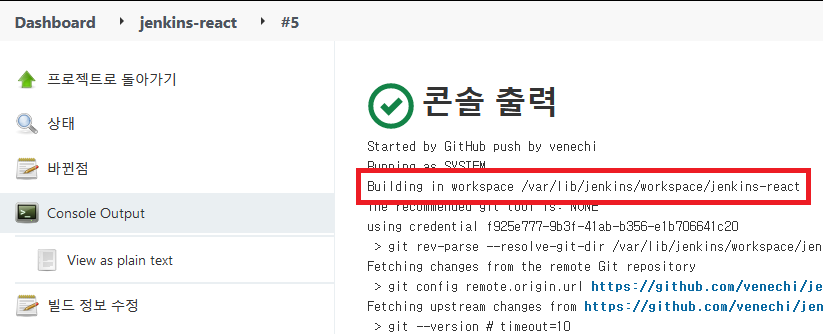 Dashboard jenkins-react #5
프로젝트로 돌아가기
상태
바뀐점
Console Output
View as plain text
빌드 정보 수정
콘솔 출력
Started by GitHub push by venechi
Running as SYSTEM
Building in workspace /var/lib/jenkins/workspace/jenkins-react
The recommended git tool is: NONE
using credential f925e777-9b3f-41ab-b356-e1b706641c20
> git rev-parse --resolve-git-dir /var/lib/jenkins/workspace/jen
Fetching changes from the remote Git repository
> git config remote.origin.url https://github.com/venechi/je
Fetching upstream changes from https://github.com/venechi/jen
> git --version # timeout=10